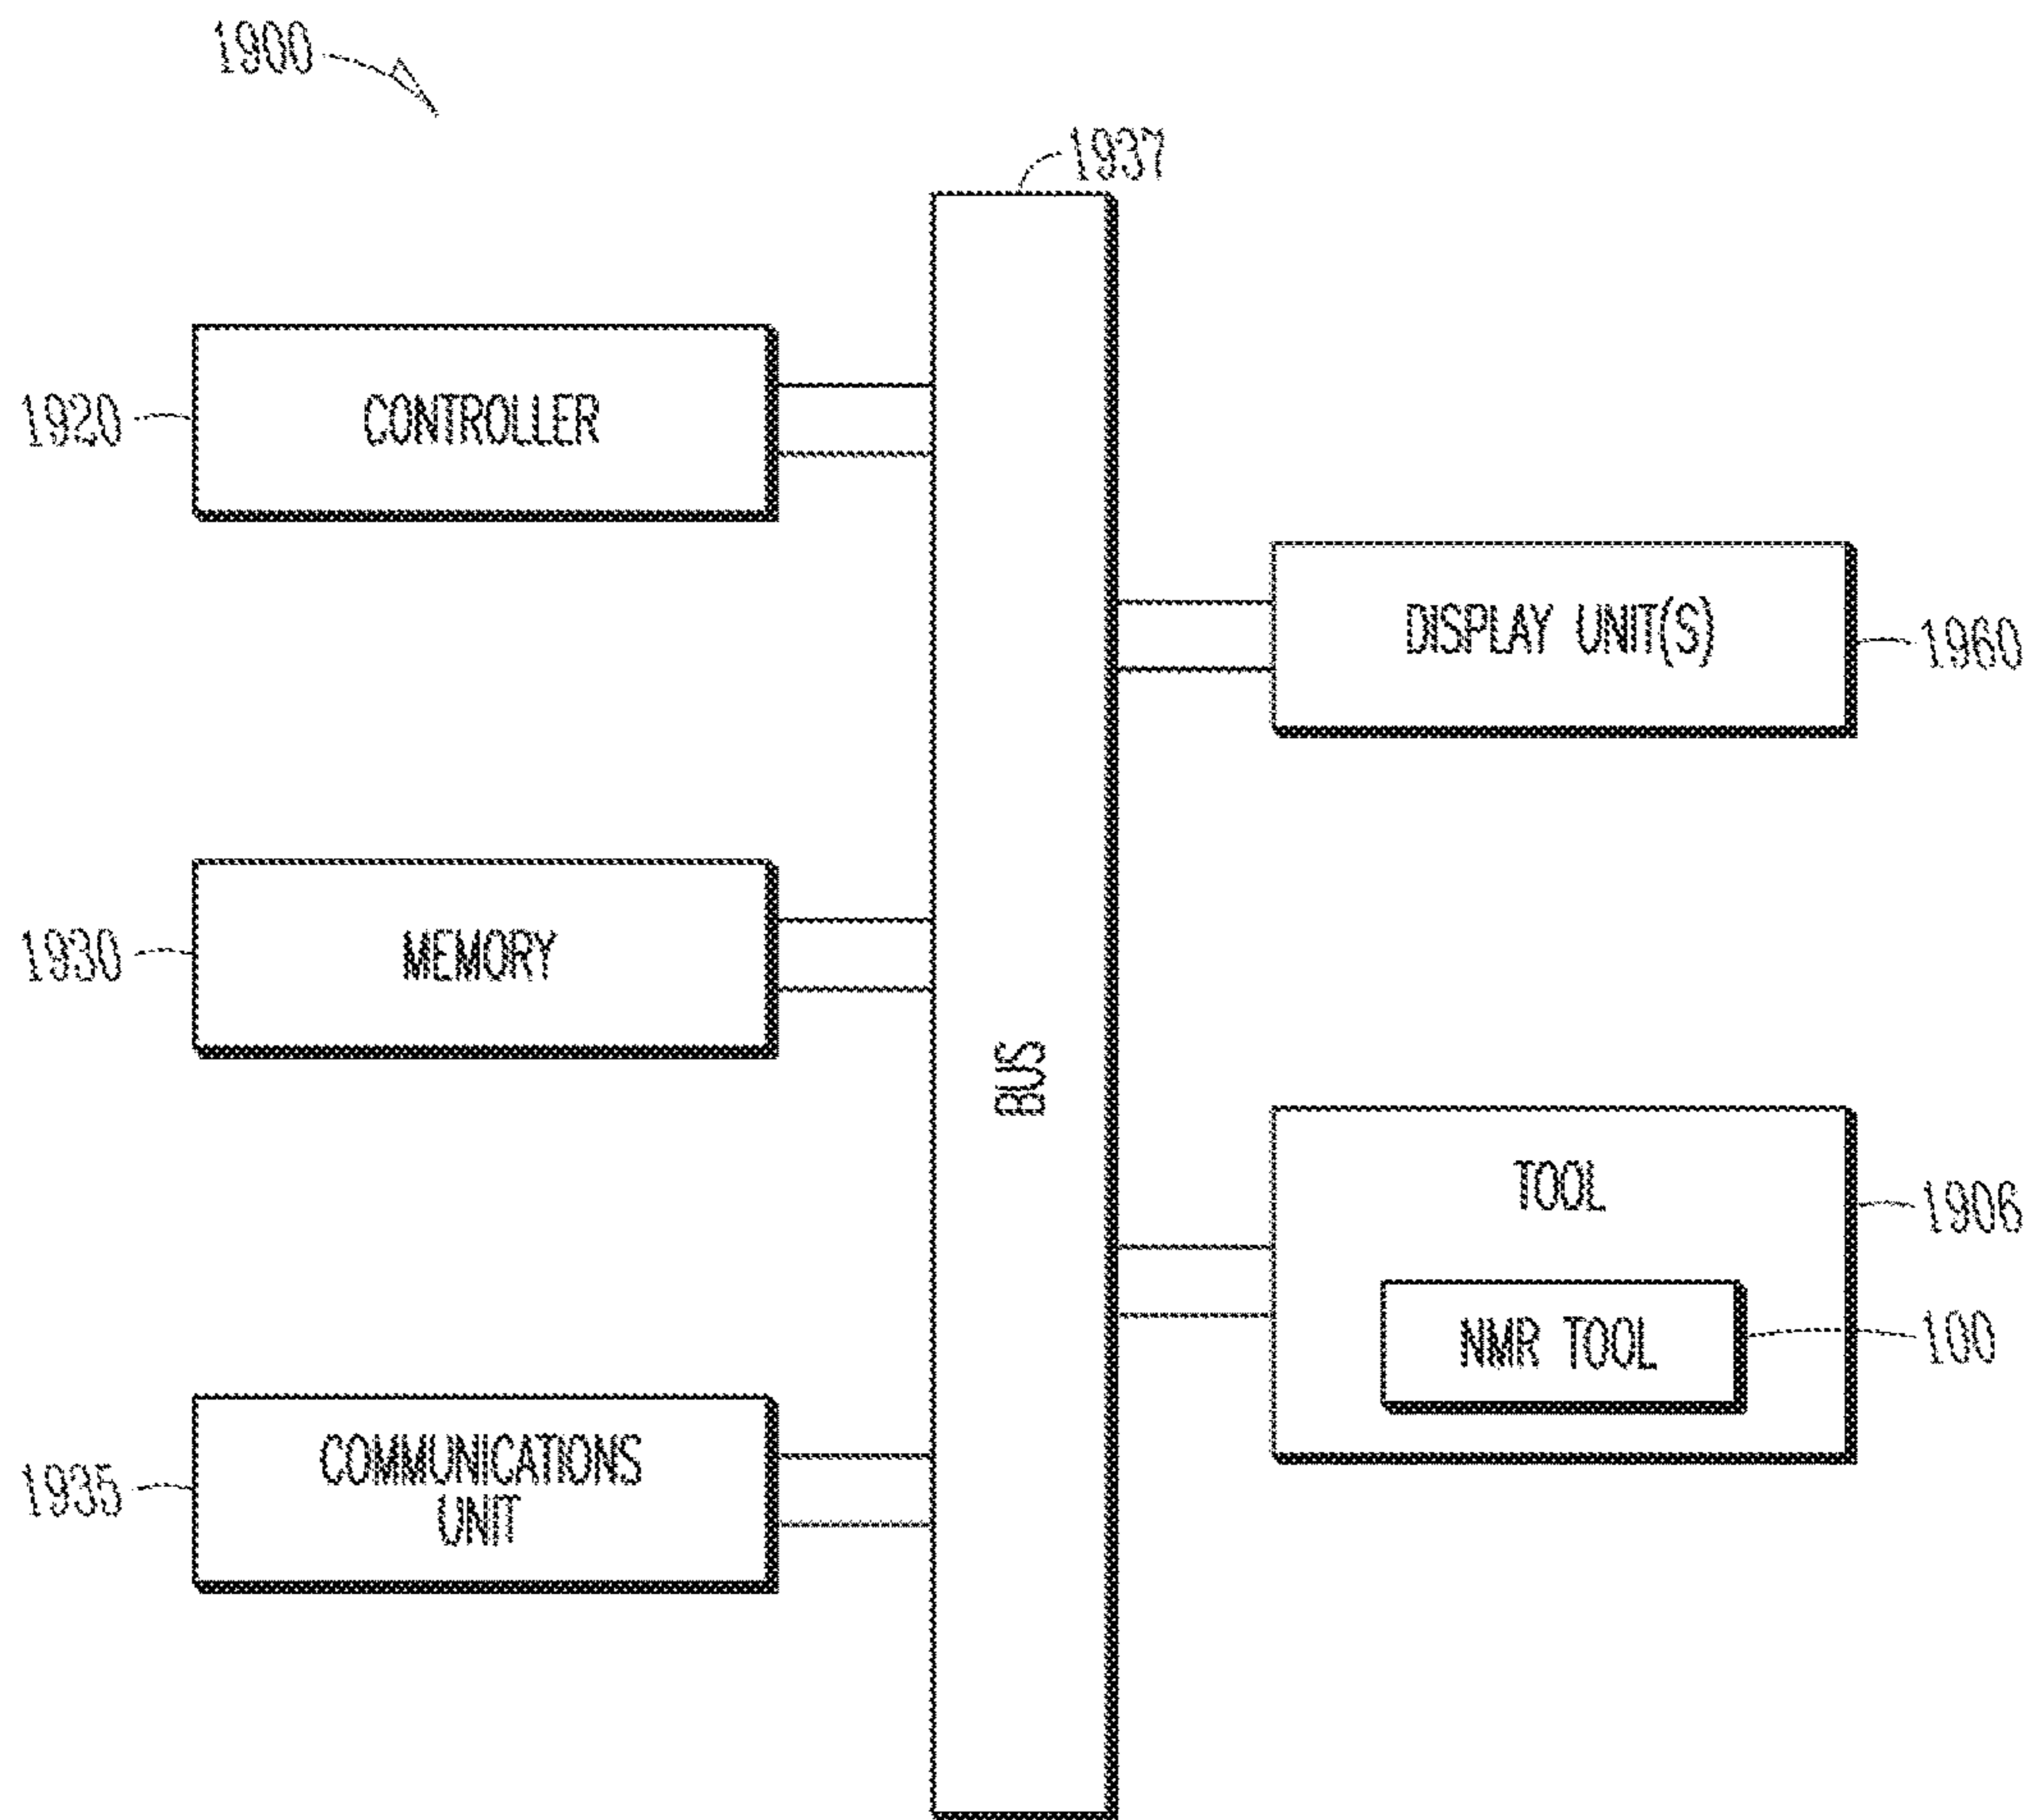 1900
1937
CONTROLLER
1920
DISPLAY UNIT(S)
1960
MEMORY
1930
BUS
TOOL
1906
NMR TOOL
100
COMMUNICATIONS
UNIT
1935